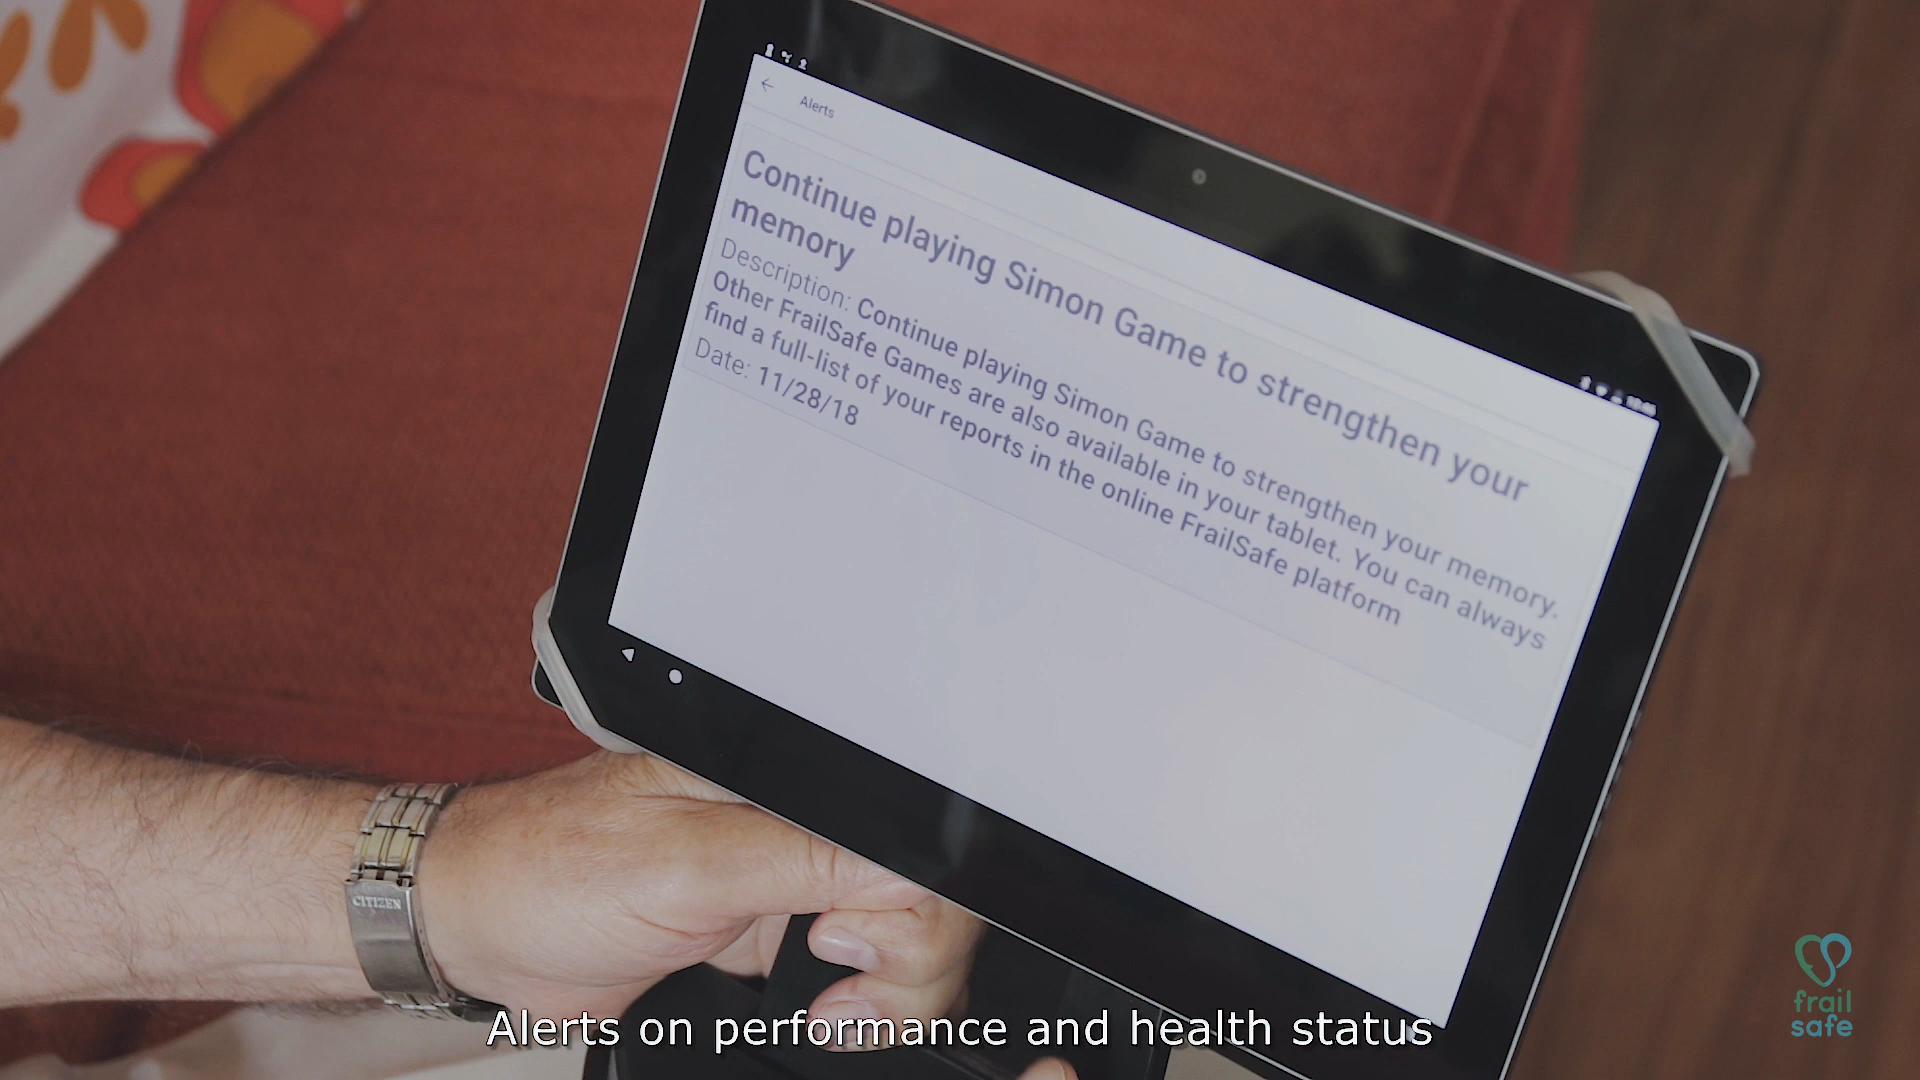 Alerts
Continue playing Simon Game to strengthen your
memory
Description: Continue playing Simon Game to strengthen your memory.
Other FrailSafe Games are also available in your tablet. You can always
find a full-list of your reports in the online FrailSafe platform
Date: 11/28/18
CITIZEN
frail
safe
Alerts on performance and health status